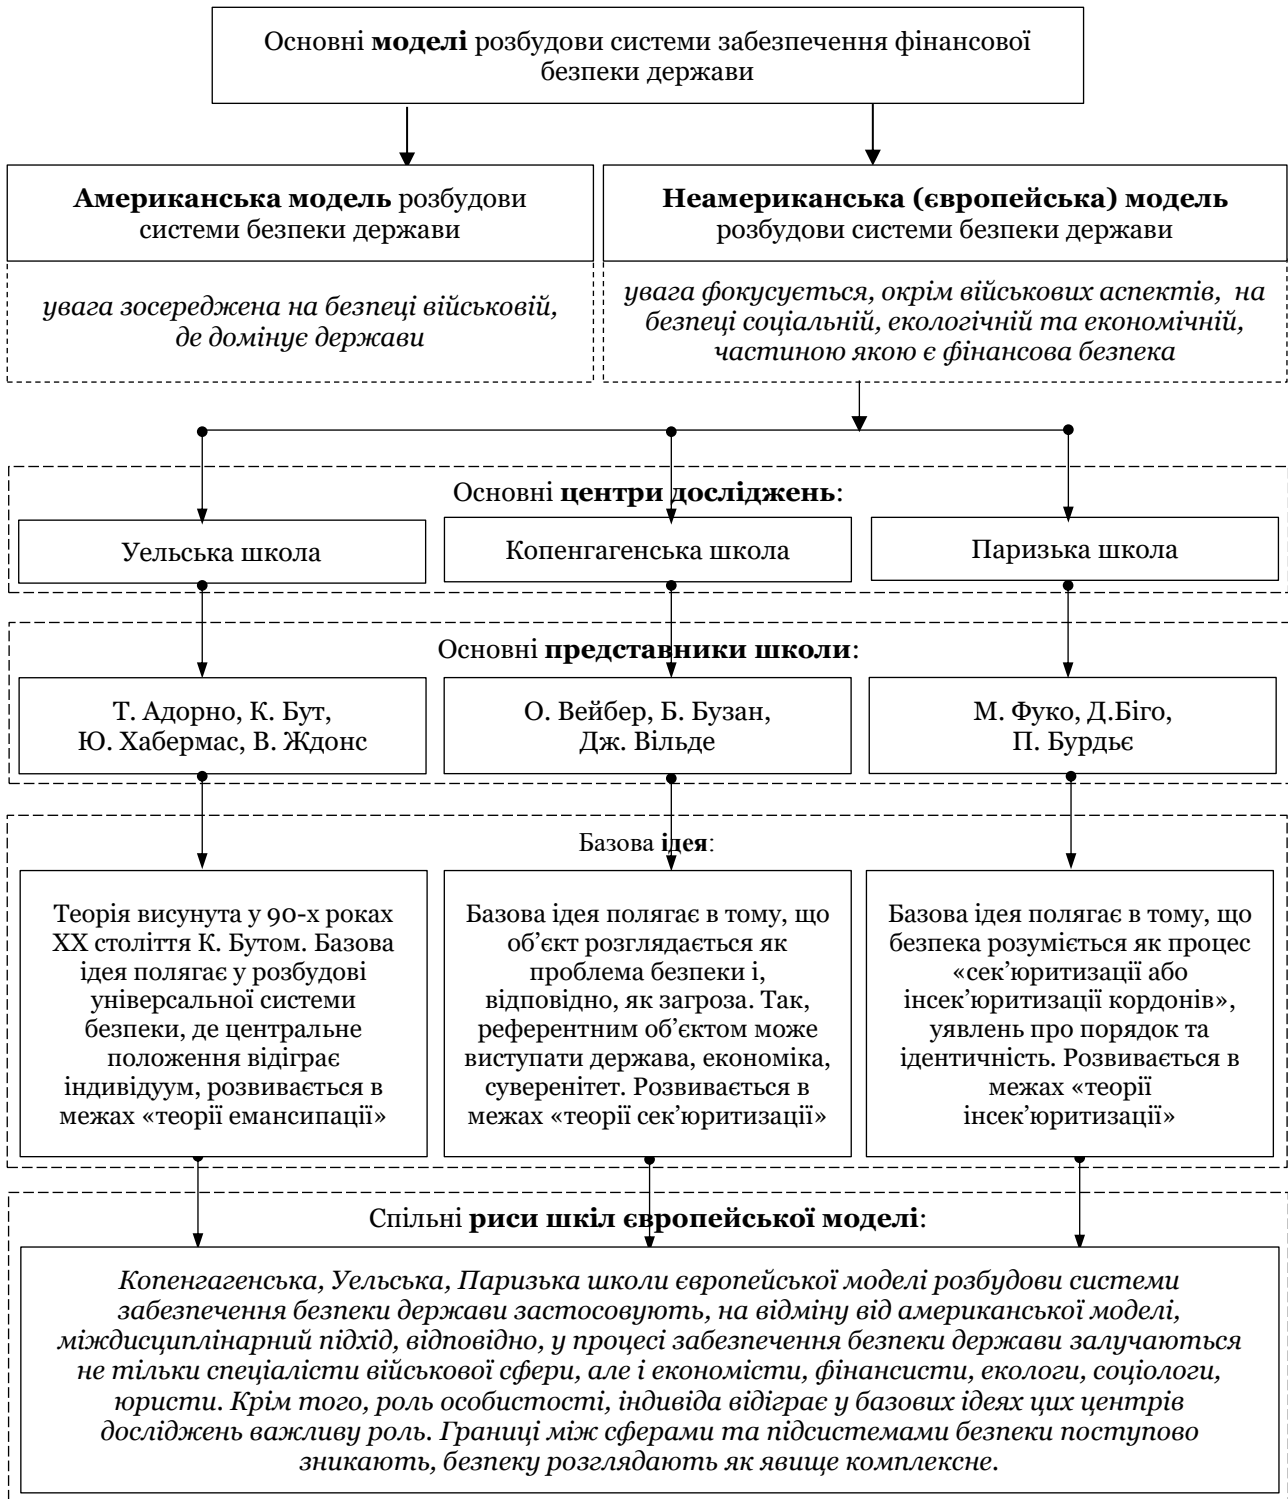 Основні моделі розбудови системи забезпечення фінансової
безпеки держави
Американська модель розбудови
системи безпеки держави
увага зосереджена на безпеці військовій,
де домінує держави
Неамериканська (європейська) модель
розбудови системи безпеки держави
увага фокусується, окрім військових аспектів, на
безпеці соціальній, екологічній та економічній,
частиною якою є фінансова безпека
Основні центри досліджень:
Уельська школа
Копенгагенська школа
Паризька школа
Основні представники школи:
Т. Адорно, К. Бут,
Ю. Хабермас, В. Ждонс
О. Вейбер, Б. Бузан,
Дж. Вільде
М. Фуко, Д.Біго,
П. Бурдьє
Базова ідея:
Теорія висунута у 90-х роках
ХХ століття К. Бутом. Базова
ідея полягає у розбудові
універсальної системи
безпеки, де центральне
положення відіграє
індивідуум, розвивається в
межах «теорії емансипації»
Базова ідея полягає в тому, що
об’єкт розглядається як
проблема безпеки і,
відповідно, як загроза. Так,
референтним об’єктом може
виступати держава, економіка,
суверенітет. Розвивається в
межах «теорії сек’юритизації»
Базова ідея полягає в тому, що
безпека розуміється як процес
«сек’юритизації або
інсек’юритизації кордонів»,
уявлень про порядок та
ідентичність. Розвивається в
межах «теорії
інсек’юритизації»
Спільні риси шкіл європейської моделі:
Копенгагенська, Уельська, Паризька школи європейської моделі розбудови системи
забезпечення безпеки держави застосовують, на відміну від американської моделі,
міждисциплінарний підхід, відповідно, у процесі забезпечення безпеки держави залучаються
не тільки спеціалісти військової сфери, але і економісти, фінансисти, екологи, соціологи,
юристи. Крім того, роль особистості, індивіда відіграє у базових ідеях цих центрів
досліджень важливу роль. Границі між сферами та підсистемами безпеки поступово
зникають, безпеку розглядають як явище комплексне.